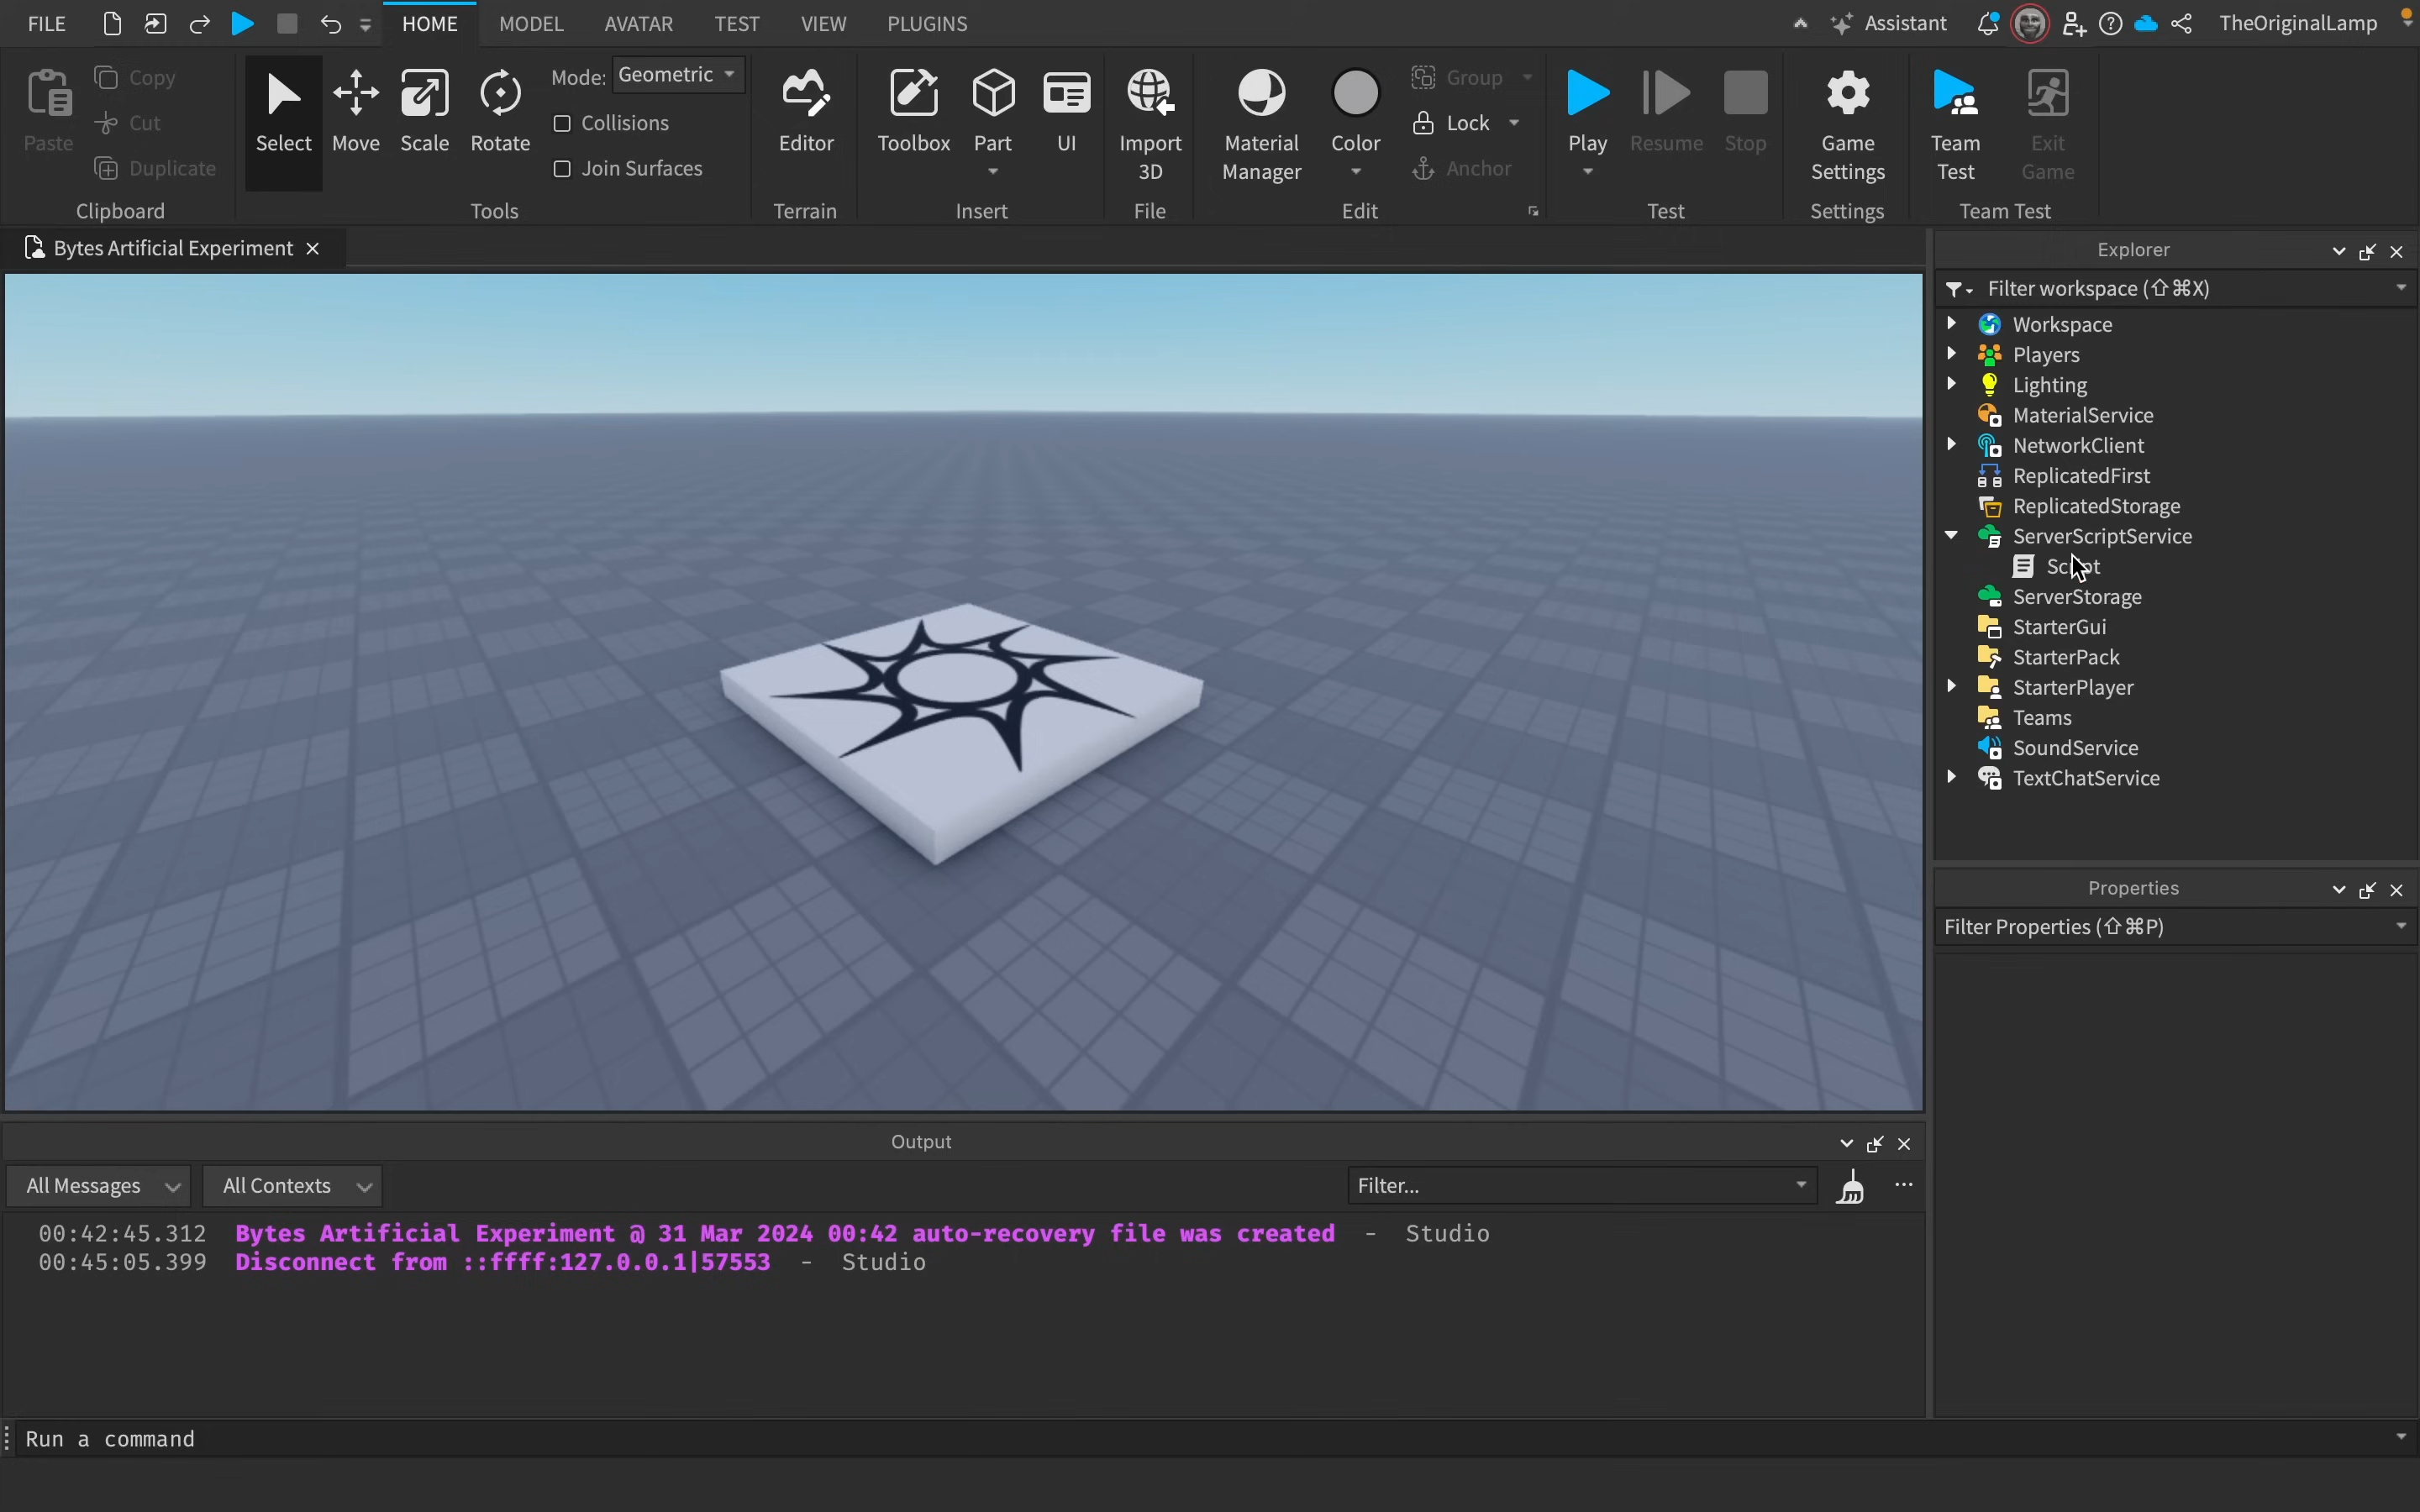 FILE HOME MODEL AVATAR TEST VIEW PLUGINS Assistant TheOriginalLamp
Paste
Copy
Cut
Duplicate
Clipboard
Select Move Scale Rotate
Mode: Geometric
Collisions
Join Surfaces
Tools
Editor
Terrain
Toolbox Part UI
Insert
Import
3D
File
Material
Manager
Color
Group
Lock
Anchor
Edit
Play Resume Stop
Test
Game
Settings
Settings
Team
Test
Exit
Game
Team Test
Bytes Artificial Experiment
Explorer
Filter workspace (⇧⌘X)
Workspace
Players
Lighting
MaterialService
NetworkClient
ReplicatedFirst
ReplicatedStorage
ServerScriptService
Script
ServerStorage
StarterGui
StarterPack
StarterPlayer
Teams
SoundService
TextChatService
Properties
Filter Properties (⇧⌘P)
Output
All Messages All Contexts Filter... ...
00:42:45.312 Bytes Artificial Experiment @ 31 Mar 2024 00:42 auto-recovery file was created - Studio
00:45:05.399 Disconnect from ::ffff:127.0.0.1|57553 - Studio
Run a command